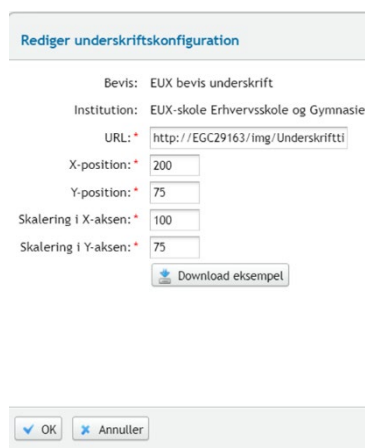 Rediger underskriftskonfiguration
Bevis: EUX bevis underskrift
Institution: EUX-skole Erhvervsskole og Gymnasie
URL:* http://EGC29163/img/Underskriftti
X-position:* 200
Y-position:* 75
Skalering i X-aksen:* 100
Skalering i Y-aksen:* 75
Download eksempel
OK Annuller